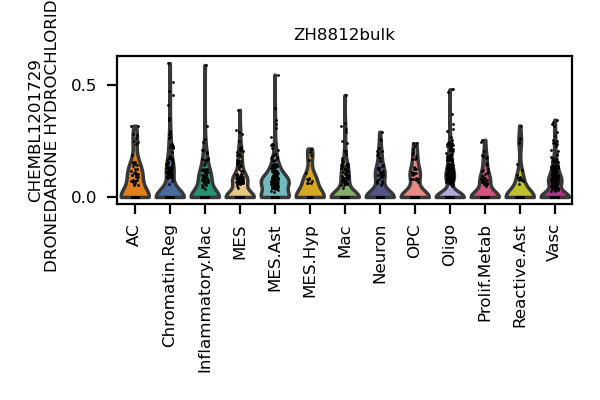 ZH8812bulk
CHEMBL1201729
DRONEDARONE HYDROCHLORID
0.5
0.0
AC
Chromatin.Reg
Inflammatory.Mac
MES
MES.Ast
MES.Hyp
Mac
Neuron
OPC
Oligo
Prolif.Metab
Reactive.Ast
Vasc